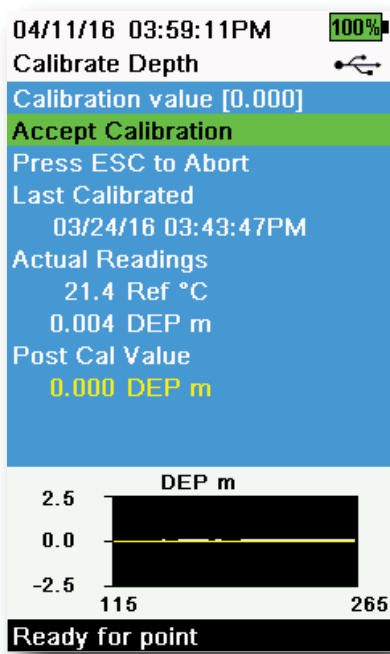 04/11/16 03:59:11PM 100%
Calibrate Depth
Calibration value [0.000]
Accept Calibration
Press ESC to Abort
Last Calibrated
03/24/16 03:43:47PM
Actual Readings
21.4 Ref °C
0.004 DEP m
Post Cal Value
0.000 DEP m
DEP m
2.5
0.0
-2.5
115 265
Ready for point